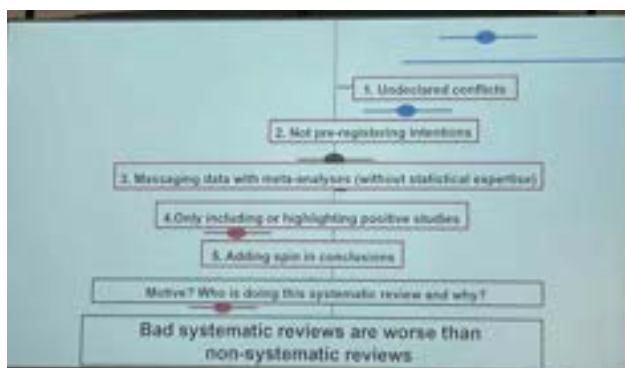 1. Undeclared conflicts
2. Not pre-registering intentions
3. Massaging data with meta-analyses (without statistical expertise)
4.Only including or highlighting positive studies
5. Adding spin in conclusions
Motive? Who is doing this systematic review and why?
Bad systematic reviews are worse than
non-systematic reviews